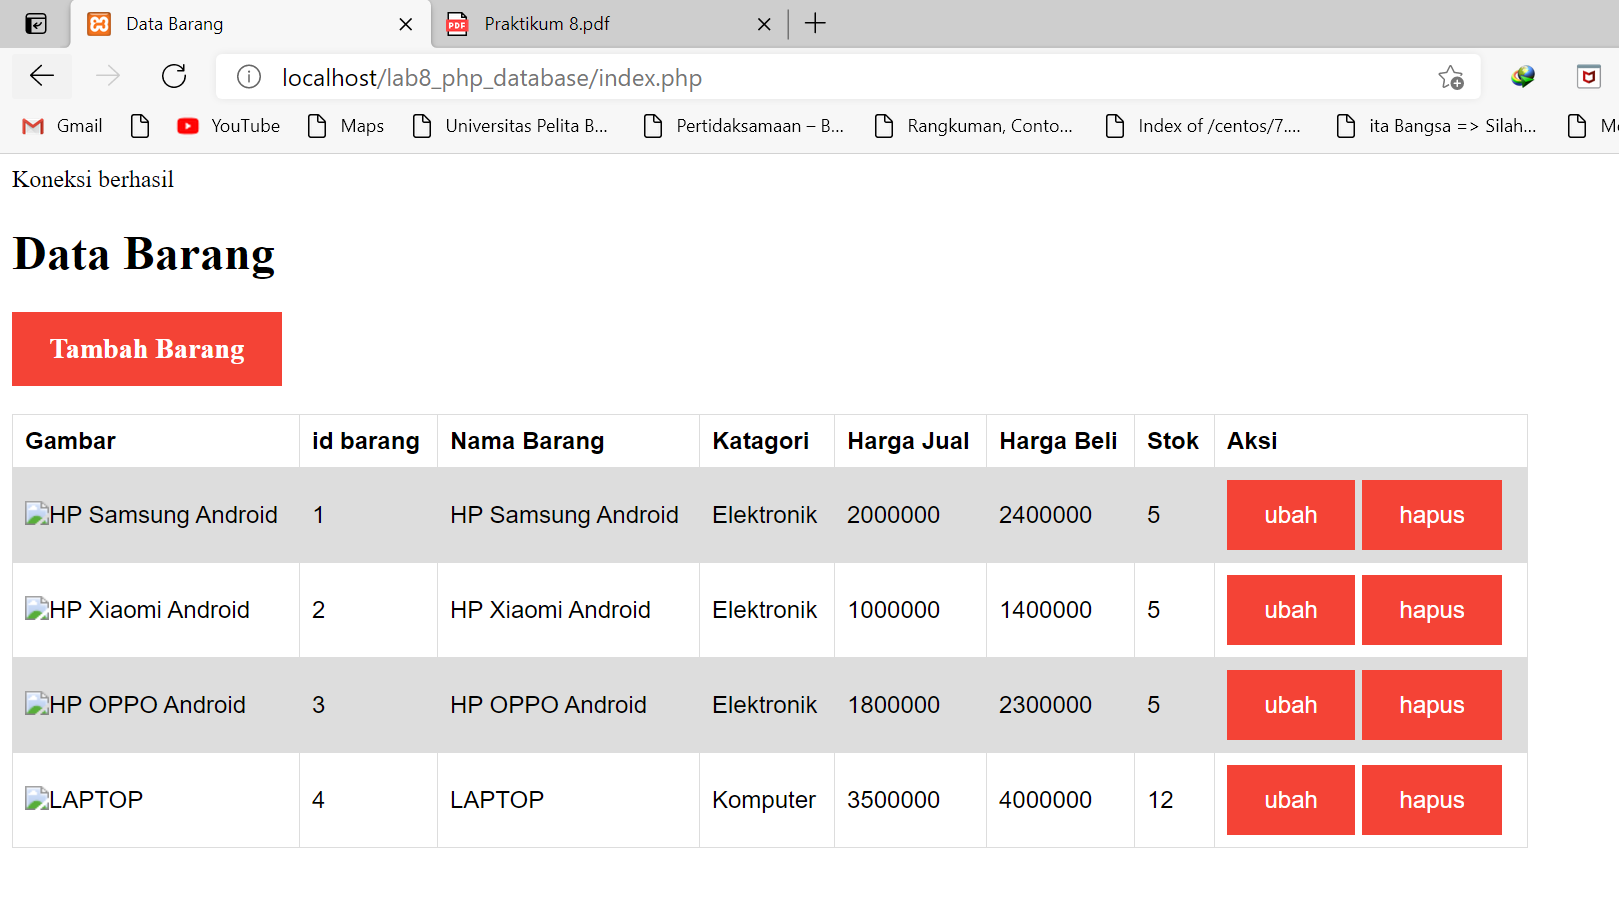 Data Barang
PDF
Praktikum 8.pdf
localhost/lab8_php_database/index.php
Gmail YouTube Maps Universitas Pelita B... Pertidaksamaan – B... Rangkuman, Conto... Index of /centos/7.... ita Bangsa => Silah...
Koneksi berhasil
Data Barang
Tambah Barang
Gambar id barang Nama Barang Katagori Harga Jual Harga Beli Stok Aksi
HP Samsung Android 1 HP Samsung Android Elektronik 2000000 2400000 5 ubah hapus
HP Xiaomi Android 2 HP Xiaomi Android Elektronik 1000000 1400000 5 ubah hapus
HP OPPO Android 3 HP OPPO Android Elektronik 1800000 2300000 5 ubah hapus
LAPTOP 4 LAPTOP Komputer 3500000 4000000 12 ubah hapus